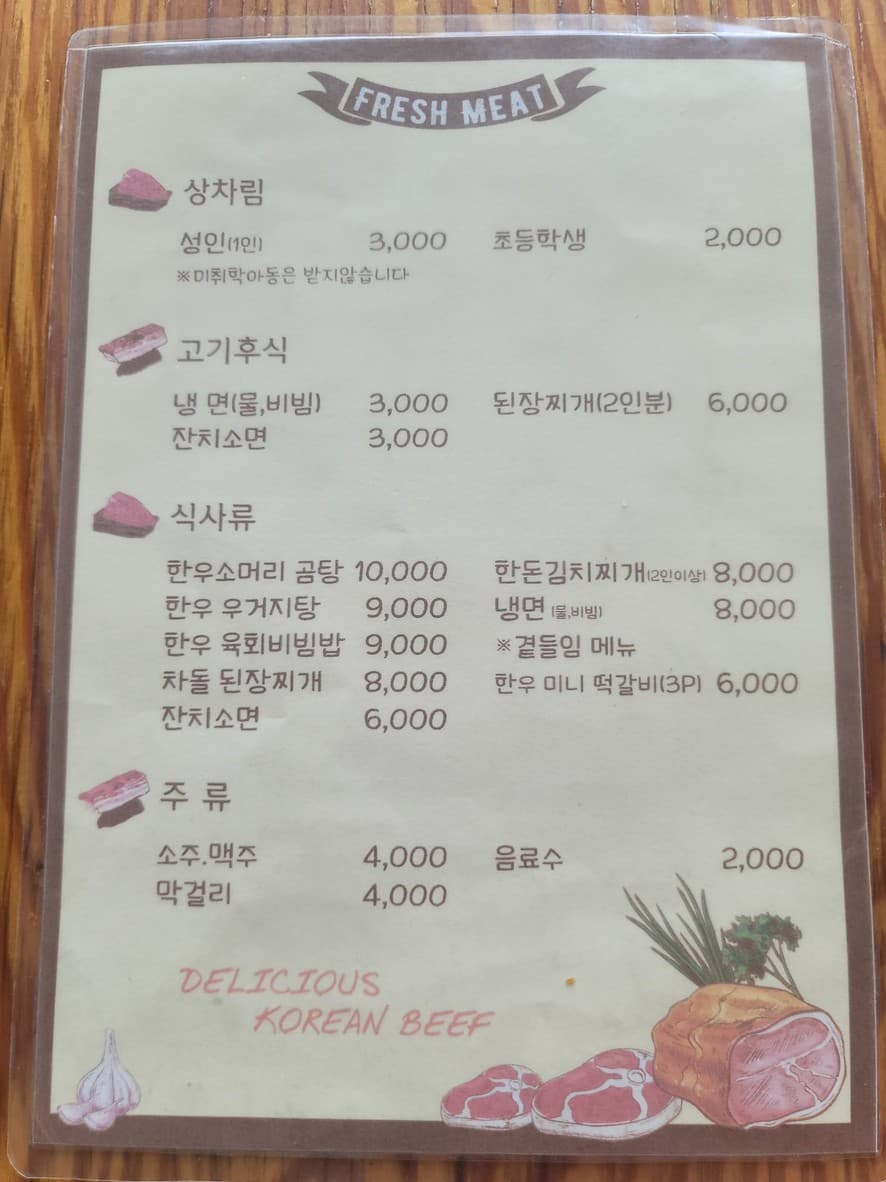 FRESH MEAT
상차림
성인(1인) 3,000 초등학생 2,000
※미취학아동은 받지않습니다
고기후식
냉 면(물,비빔) 3,000 된장찌개(2인분) 6,000
잔치소면 3,000
식사류
한우소머리 곰탕 10,000 한돈김치찌개(2인이상) 8,000
한우 우거지탕 9,000 냉면(물,비빔) 8,000
한우 육회비빔밥 9,000 ※곁들임 메뉴
차돌 된장찌개 8,000 한우 미니 떡갈비(3P) 6,000
잔치소면 6,000
주 류
소주.맥주 4,000 음료수 2,000
막걸리 4,000
DELICIOUS
KOREAN BEEF